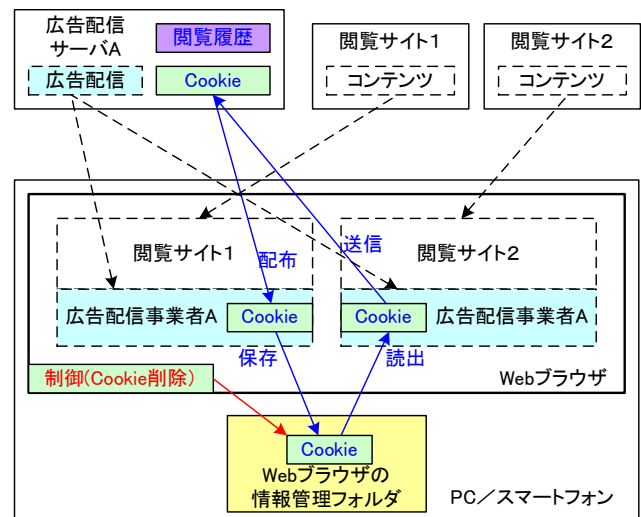 広告配信
サーバA
閲覧履歴
広告配信
Cookie
閲覧サイト1
コンテンツ
閲覧サイト2
コンテンツ
閲覧サイト1
配布
送信
閲覧サイト2
広告配信事業者A
Cookie
Cookie
広告配信事業者A
保存
読出
制御(Cookie削除)
Webブラウザ
Cookie
Webブラウザの
情報管理フォルダ
PC/スマートフォン